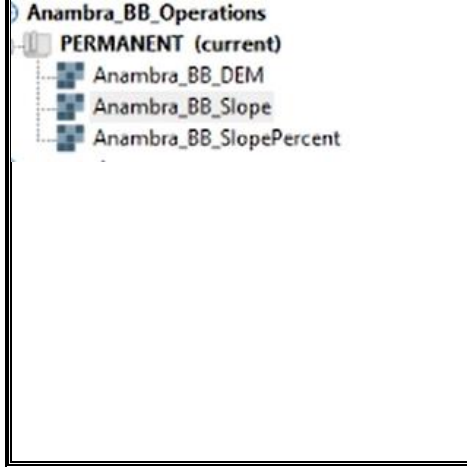 Anambra_BB_Operations
PERMANENT (current)
Anambra_BB_DEM
Anambra_BB_Slope
Anambra_BB_SlopePercent